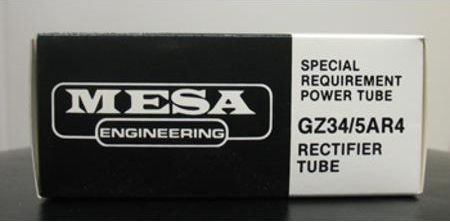 MESA
ENGINEERING
SPECIAL
REQUIREMENT
POWER TUBE
GZ34/5AR4
RECTIFIER
TUBE